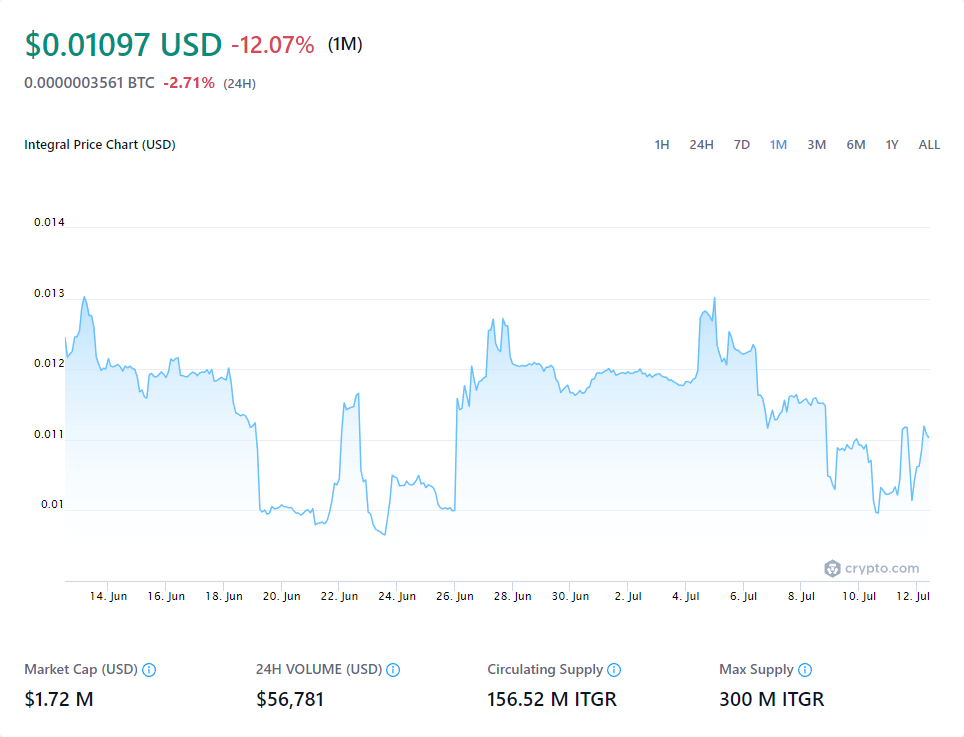 $0.01097 USD -12.07% (1M)
0.0000003561 BTC -2.71% (24H)
Integral Price Chart (USD) 1H 24H 7D 1M 3M 6M 1Y ALL
0.014
0.013
0.012
0.011
0.01
crypto.com
14. Jun 16. Jun 18. Jun 20. Jun 22. Jun 24. Jun 26. Jun 28. Jun 30. Jun 2. Jul 4. Jul 6. Jul 8. Jul 10. Jul 12. Jul
Market Cap (USD) 24H VOLUME (USD) Circulating Supply Max Supply
$1.72 M $56,781 156.52 M ITGR 300 M ITGR